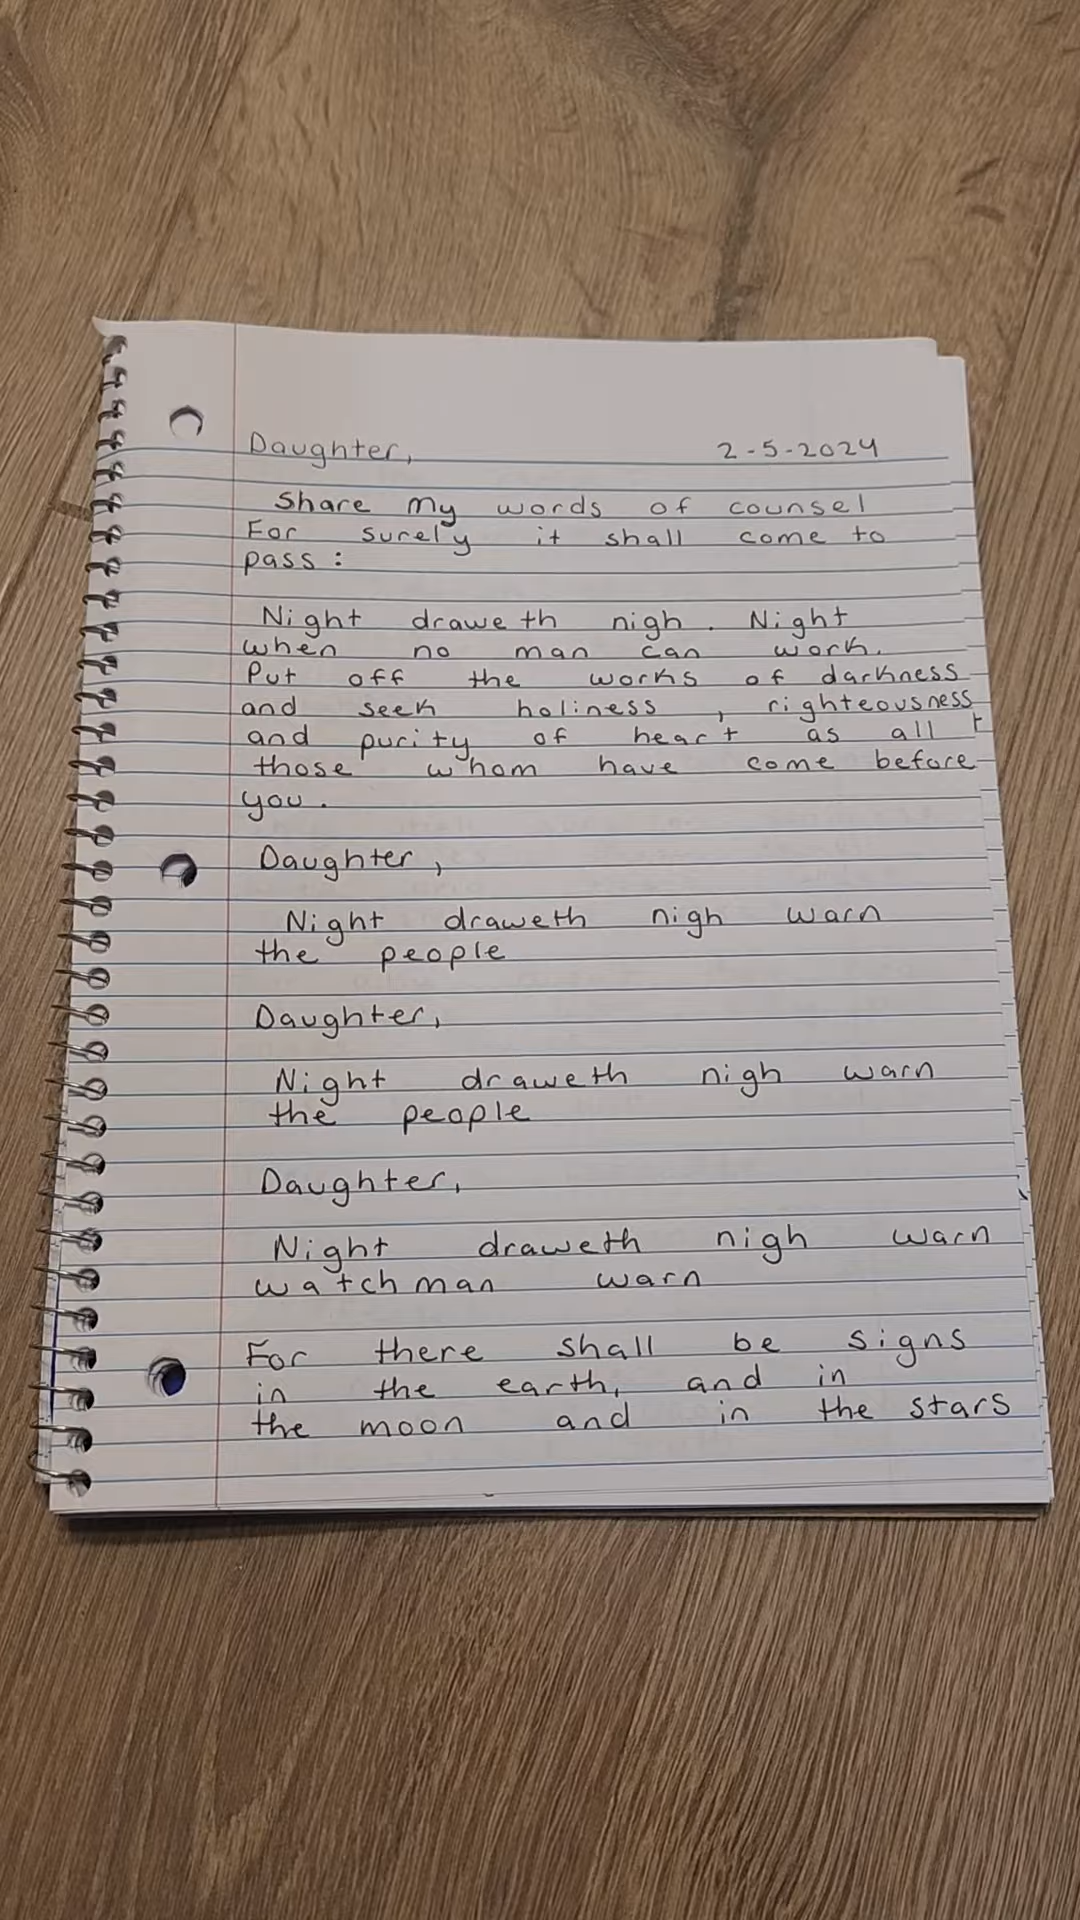 Daughter, 2-5-2024
Share My words of counsel
For surely it shall come to
pass:
Night draweth nigh. Night
when no man can work.
Put off the works of darkness
and seek holiness, righteousness
and purity of heart as all
those whom have come before
you.
Daughter,
Night draweth nigh warn
the people
Daughter,
Night draweth nigh warn
the people
Daughter,
Night draweth nigh warn
watchman warn
For there shall be signs
in the earth, and in
the moon and in the stars